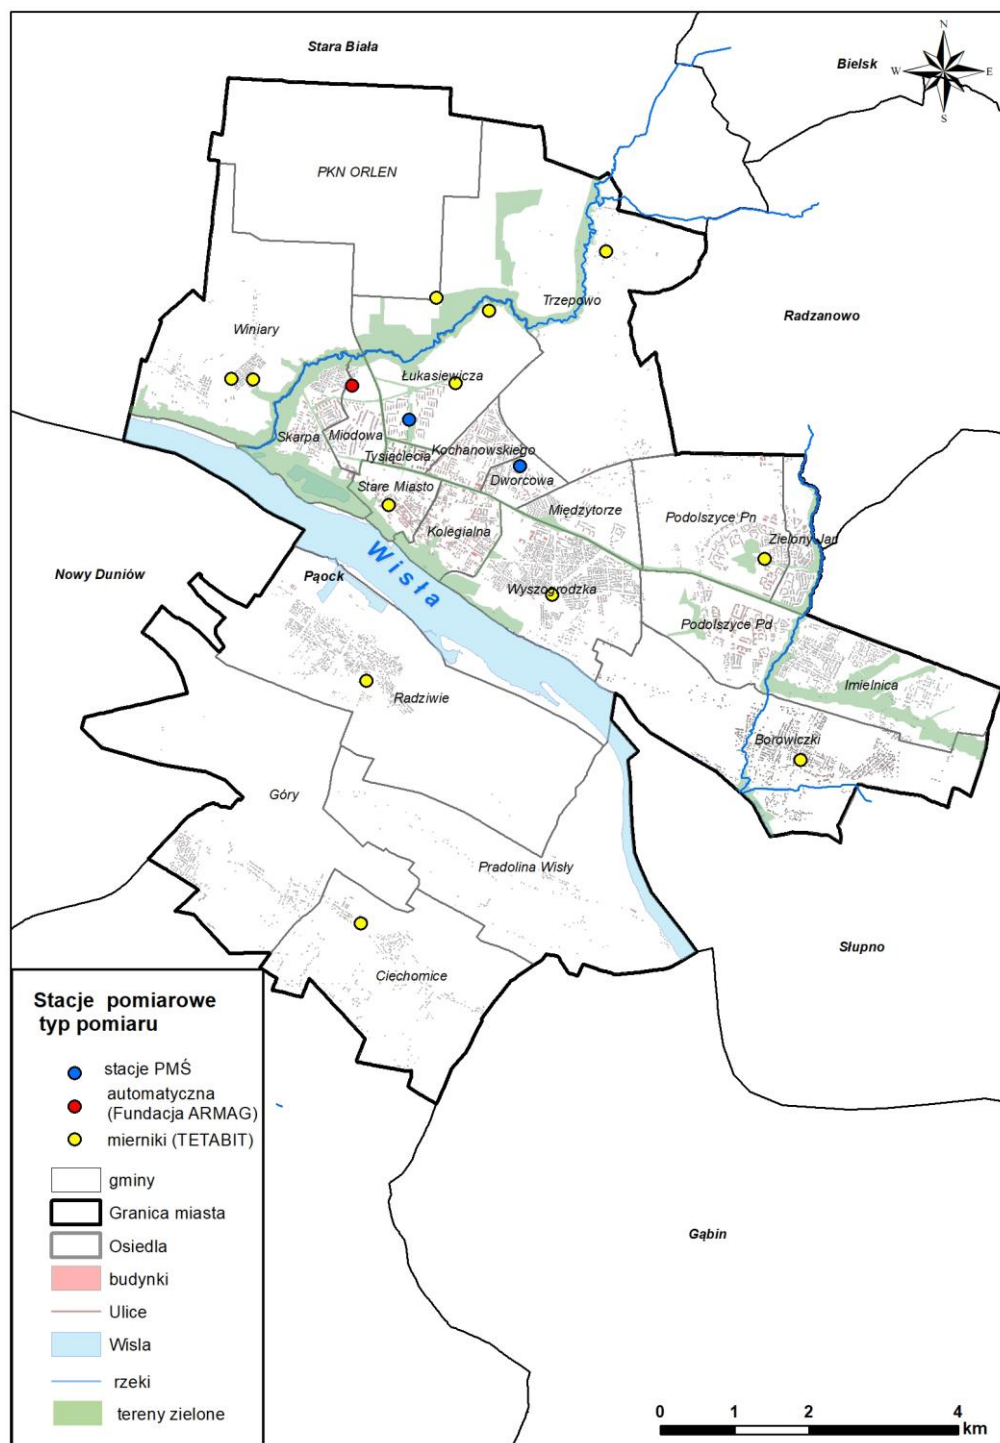 Stara Biała
Bielsk
N
W
E
S
PKN ORLEN
Trzepowo
Radzanowo
Winiary
Łukasiewicza
Skarpa
Miodowa
Tysiąclecia
Kochanowskiego
Dworcowa
Stare Miasto
Międzytorze
Podolszyce Pn
Zielony Jar
Kolegialna
Wisła
Nowy Duniów
Pąock
Wyszogrodzka
Podolszyce Pd
Imielnica
Radziwie
Borowiczki
Góry
Pradolina Wisły
Słupno
Ciechomice
Gąbin
Stacje pomiarowe
typ pomiaru
stacje PMŚ
automatyczna
(Fundacja ARMAG)
mierniki (TETABIT)
gminy
Granica miasta
Osiedla
budynki
Ulice
Wisla
rzeki
tereny zielone
0 1 2 4
km